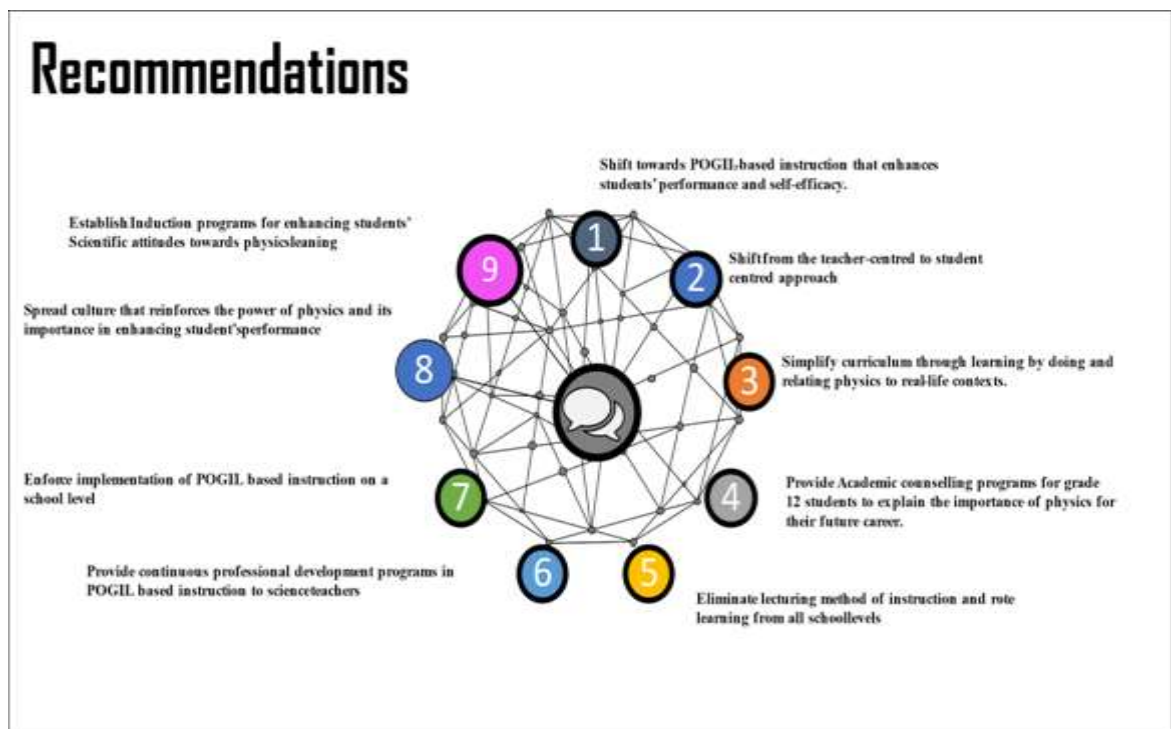 Recommendations
1
Shift towards POGIL-based instruction that enhances
students' performance and self-efficacy.
2
Shift from the teacher-centred to student
centred approach
3
Simplify curriculum through learning by doing and
relating physics to real-life contexts.
4
Provide Academic counselling programs for grade
12 students to explain the importance of physics for
their future career.
5
Eliminate lecturing method of instruction and rote
learning from all schoollevels
6
Provide continuous professional development programs in
POGIL based instruction to scienceteachers
7
Enforce implementation of POGIL based instruction on a
school level
8
Spread culture that reinforces the power of physics and its
importance in enhancing student'sperformance
9
Establish Induction programs for enhancing students'
Scientific attitudes towards physicsleaning